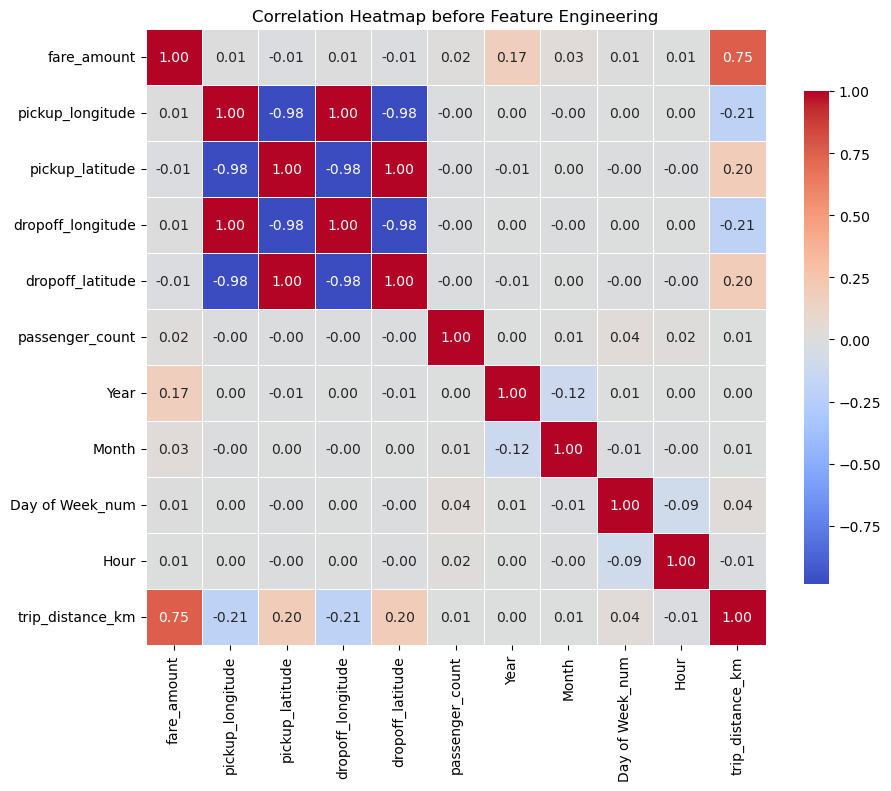 Correlation Heatmap before Feature Engineering
fare_amount 1.00 0.01 -0.01 0.01 -0.01 0.02 0.17 0.03 0.01 0.01 0.75
pickup_longitude 0.01 1.00 -0.98 1.00 -0.98 -0.00 0.00 -0.00 0.00 0.00 -0.21
pickup_latitude -0.01 -0.98 1.00 -0.98 1.00 -0.00 -0.01 0.00 -0.00 -0.00 0.20
dropoff_longitude 0.01 1.00 -0.98 1.00 -0.98 -0.00 0.00 -0.00 0.00 0.00 -0.21
dropoff_latitude -0.01 -0.98 1.00 -0.98 1.00 -0.00 -0.01 0.00 -0.00 -0.00 0.20
passenger_count 0.02 -0.00 -0.00 -0.00 -0.00 1.00 0.00 0.01 0.04 0.02 0.01
Year 0.17 0.00 -0.01 0.00 -0.01 0.00 1.00 -0.12 0.01 0.00 0.00
Month 0.03 -0.00 0.00 -0.00 0.00 0.01 -0.12 1.00 -0.01 -0.00 0.01
Day of Week_num 0.01 0.00 -0.00 0.00 -0.00 0.04 0.01 -0.01 1.00 -0.09 0.04
Hour 0.01 0.00 -0.00 0.00 -0.00 0.02 0.00 -0.00 -0.09 1.00 -0.01
trip_distance_km 0.75 -0.21 0.20 -0.21 0.20 0.01 0.00 0.01 0.04 -0.01 1.00
fare_amount
pickup_longitude
pickup_latitude
dropoff_longitude
dropoff_latitude
passenger_count
Year
Month
Day of Week_num
Hour
trip_distance_km
1.00
0.75
0.50
0.25
0.00
−0.25
−0.50
−0.75